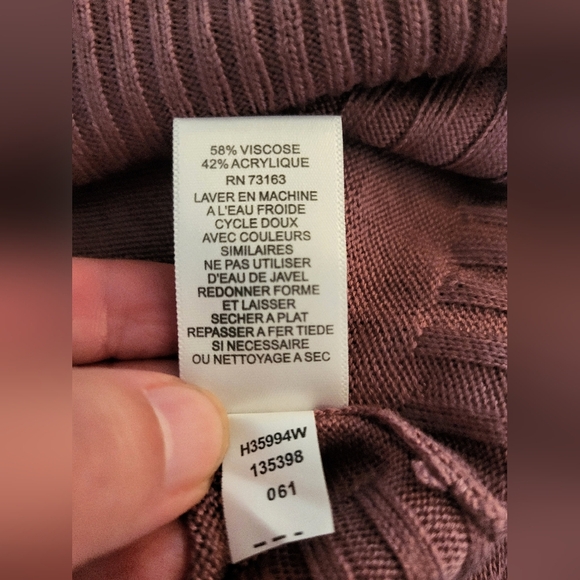 58% VISCOSE
42% ACRYLIQUE
RN 73163
LAVER EN MACHINE
A L'EAU FROIDE
CYCLE DOUX
AVEC COULEURS
SIMILAIRES
NE PAS UTILISER
D'EAU DE JAVEL
REDONNER FORME
ET LAISSER
SECHER A PLAT
REPASSER A FER TIEDE
SI NECESSAIRE
OU NETTOYAGE A SEC
H35994W
135398
061